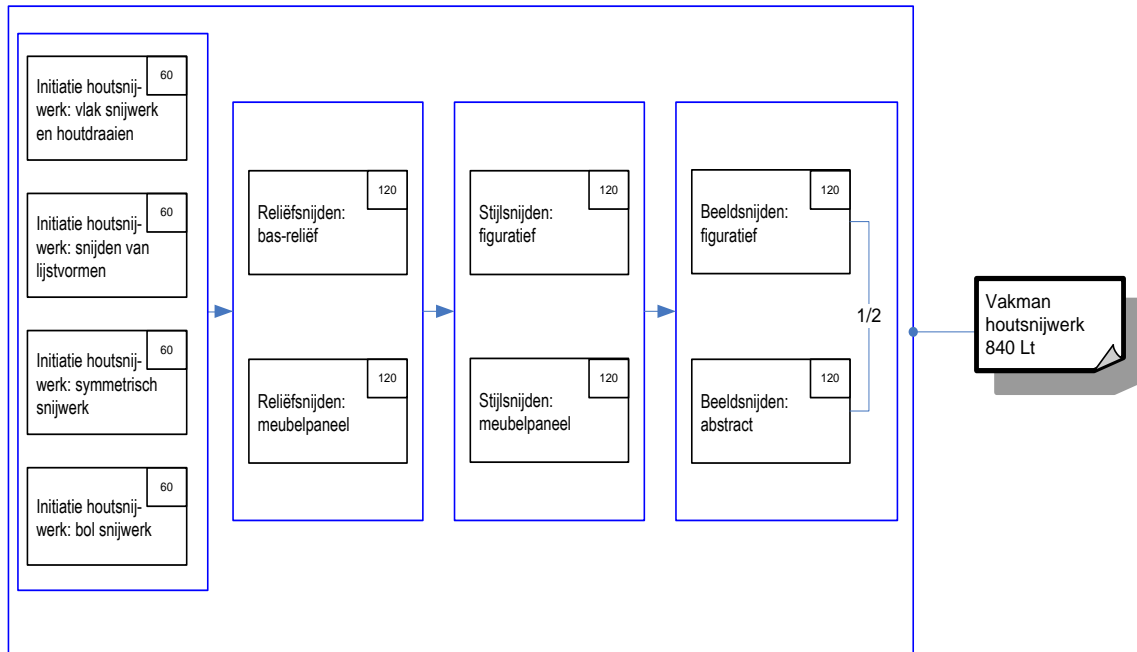 60
Initiatie houtsnij-
werk: vlak snijwerk
en houtdraaien
60
Initiatie houtsnij-
werk: snijden van
lijstvormen
60
Initiatie houtsnij-
werk: symmetrisch
snijwerk
60
Initiatie houtsnij-
werk: bol snijwerk
120
Reliëfsnijden:
bas-reliëf
120
Reliëfsnijden:
meubelpaneel
120
Stijlsnijden:
figuratief
120
Stijlsnijden:
meubelpaneel
120
Beeldsnijden:
figuratief
1/2
120
Beeldsnijden:
abstract
Vakman
houtsnijwerk
840 Lt